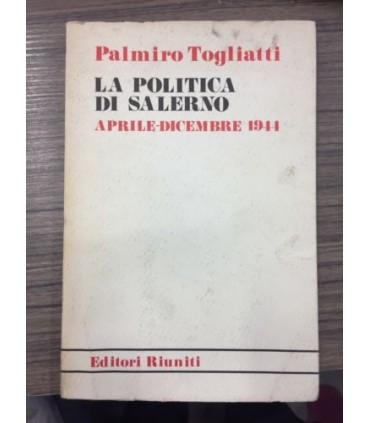 Palmiro Togliatti
LA POLITICA
DI SALERNO
APRILE-DICEMBRE 1944
Editori Riuniti